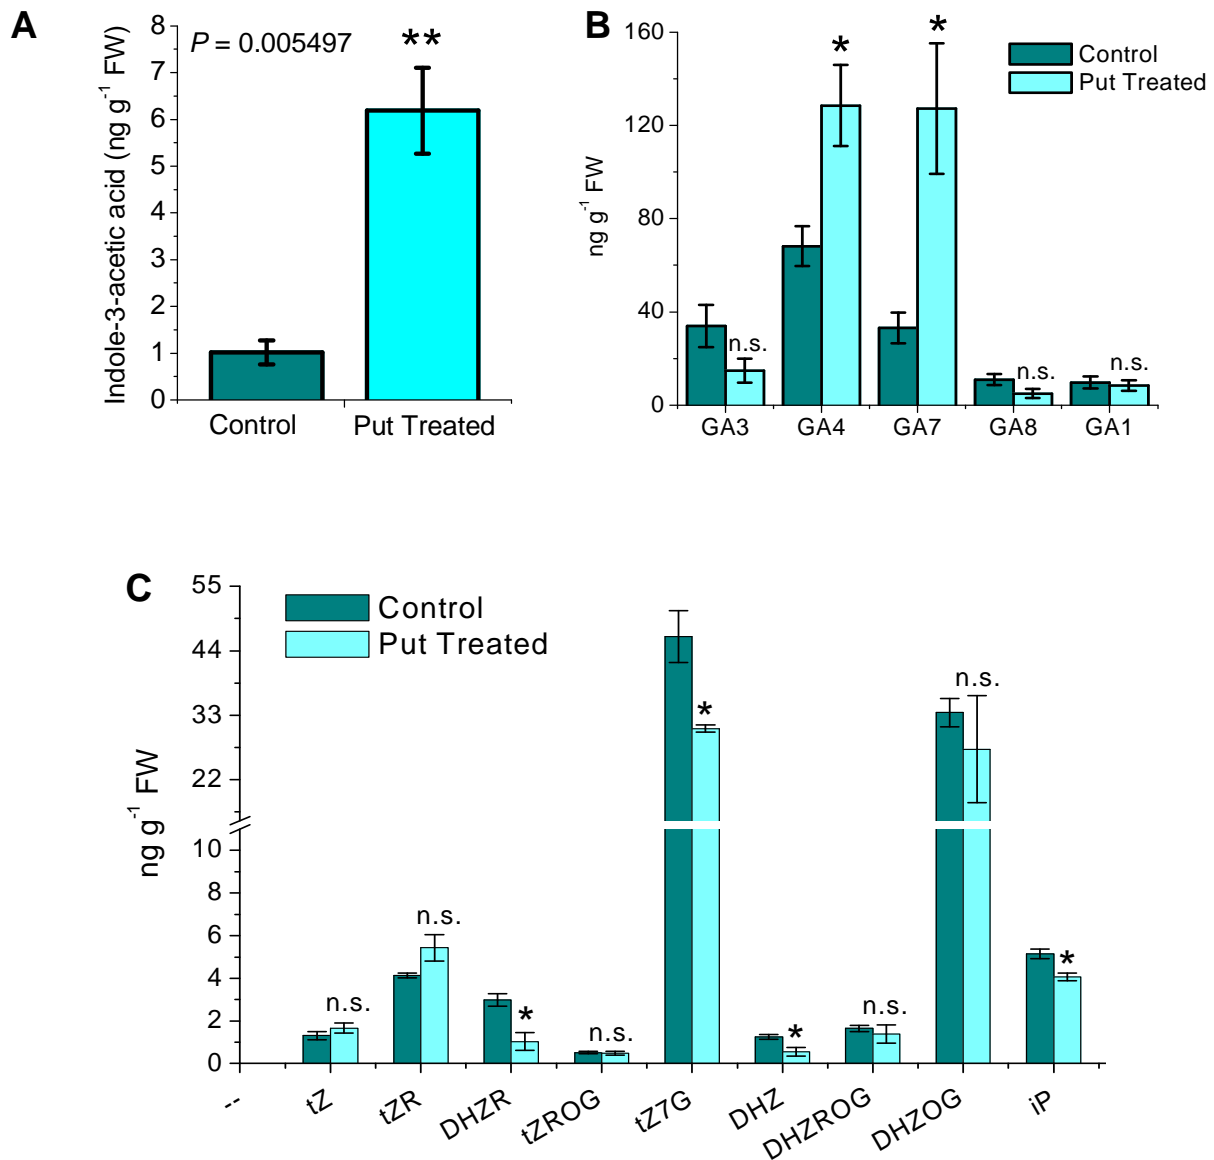 A
Indole-3-acetic acid (ng g⁻¹ FW)
8
7
6
5
4
3
2
1
0
P = 0.005497
**
Control
Put Treated
B
ng g⁻¹ FW
160
120
80
40
0
*
*
n.s.
n.s.
n.s.
Control
Put Treated
GA3
GA4
GA7
GA8
GA1
C
ng g⁻¹ FW
55
44
33
22
10
8
6
4
2
0
Control
Put Treated
n.s.
n.s.
*
n.s.
*
*
n.s.
n.s.
*
--
tZ
tZR
DHZR
tZROG
tZ7G
DHZ
DHZROG
DHZOG
iP